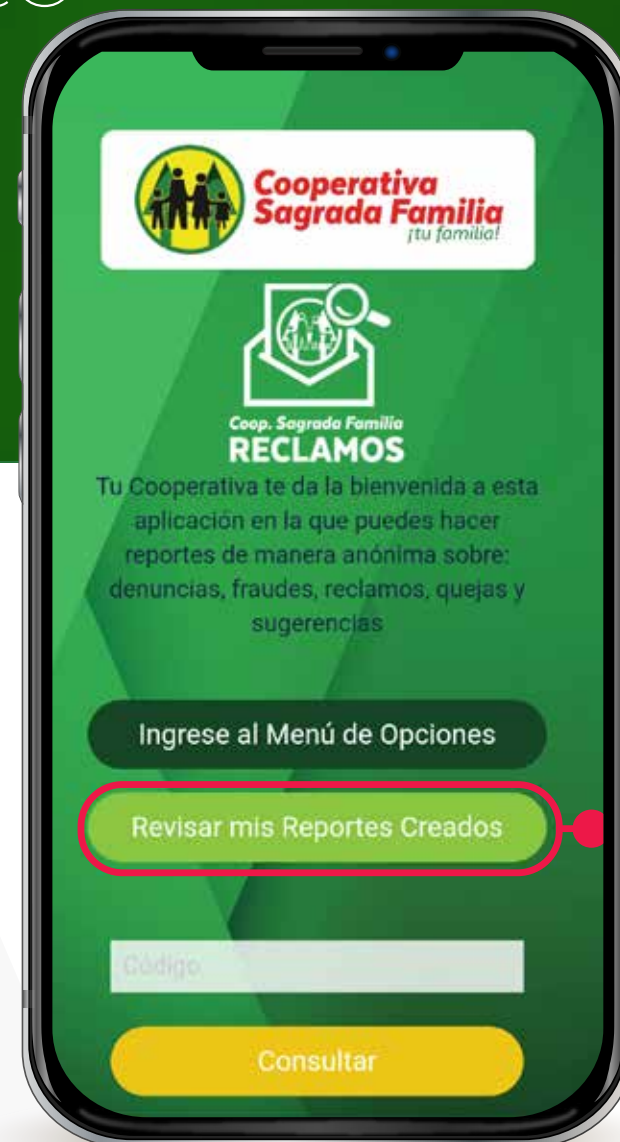 Cooperativa
Sagrada Familia
¡tu familia!
Coop. Sagrada Familia
RECLAMOS
Tu Cooperativa te da la bienvenida a esta
aplicación en la que puedes hacer
reportes de manera anónima sobre:
denuncias, fraudes, reclamos, quejas y
sugerencias
Ingrese al Menú de Opciones
Revisar mis Reportes Creados
Código
Consultar